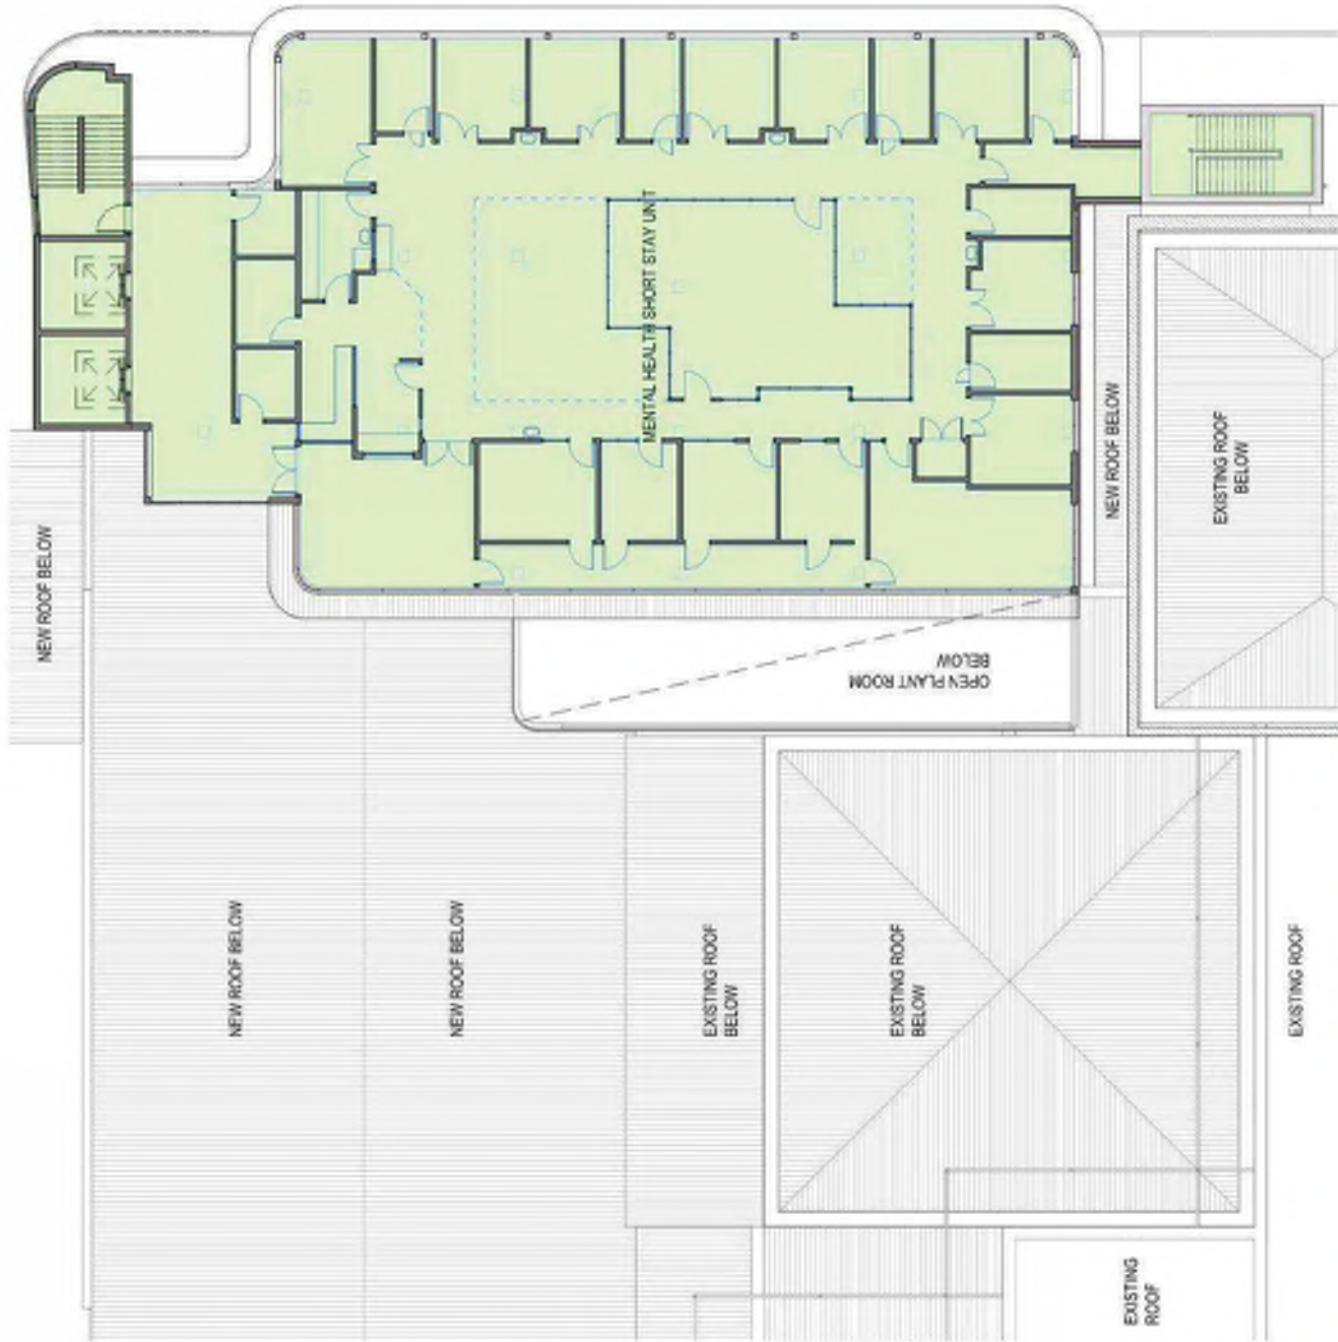 MENTAL HEALTH SHORT STAY UNIT
NEW ROOF BELOW
EXISTING ROOF
BELOW
NEW ROOF BELOW
OPEN PLANT ROOM
BELOW
NEW ROOF BELOW
NEW ROOF BELOW
EXISTING ROOF
BELOW
EXISTING ROOF
BELOW
EXISTING ROOF
EXISTING
ROOF